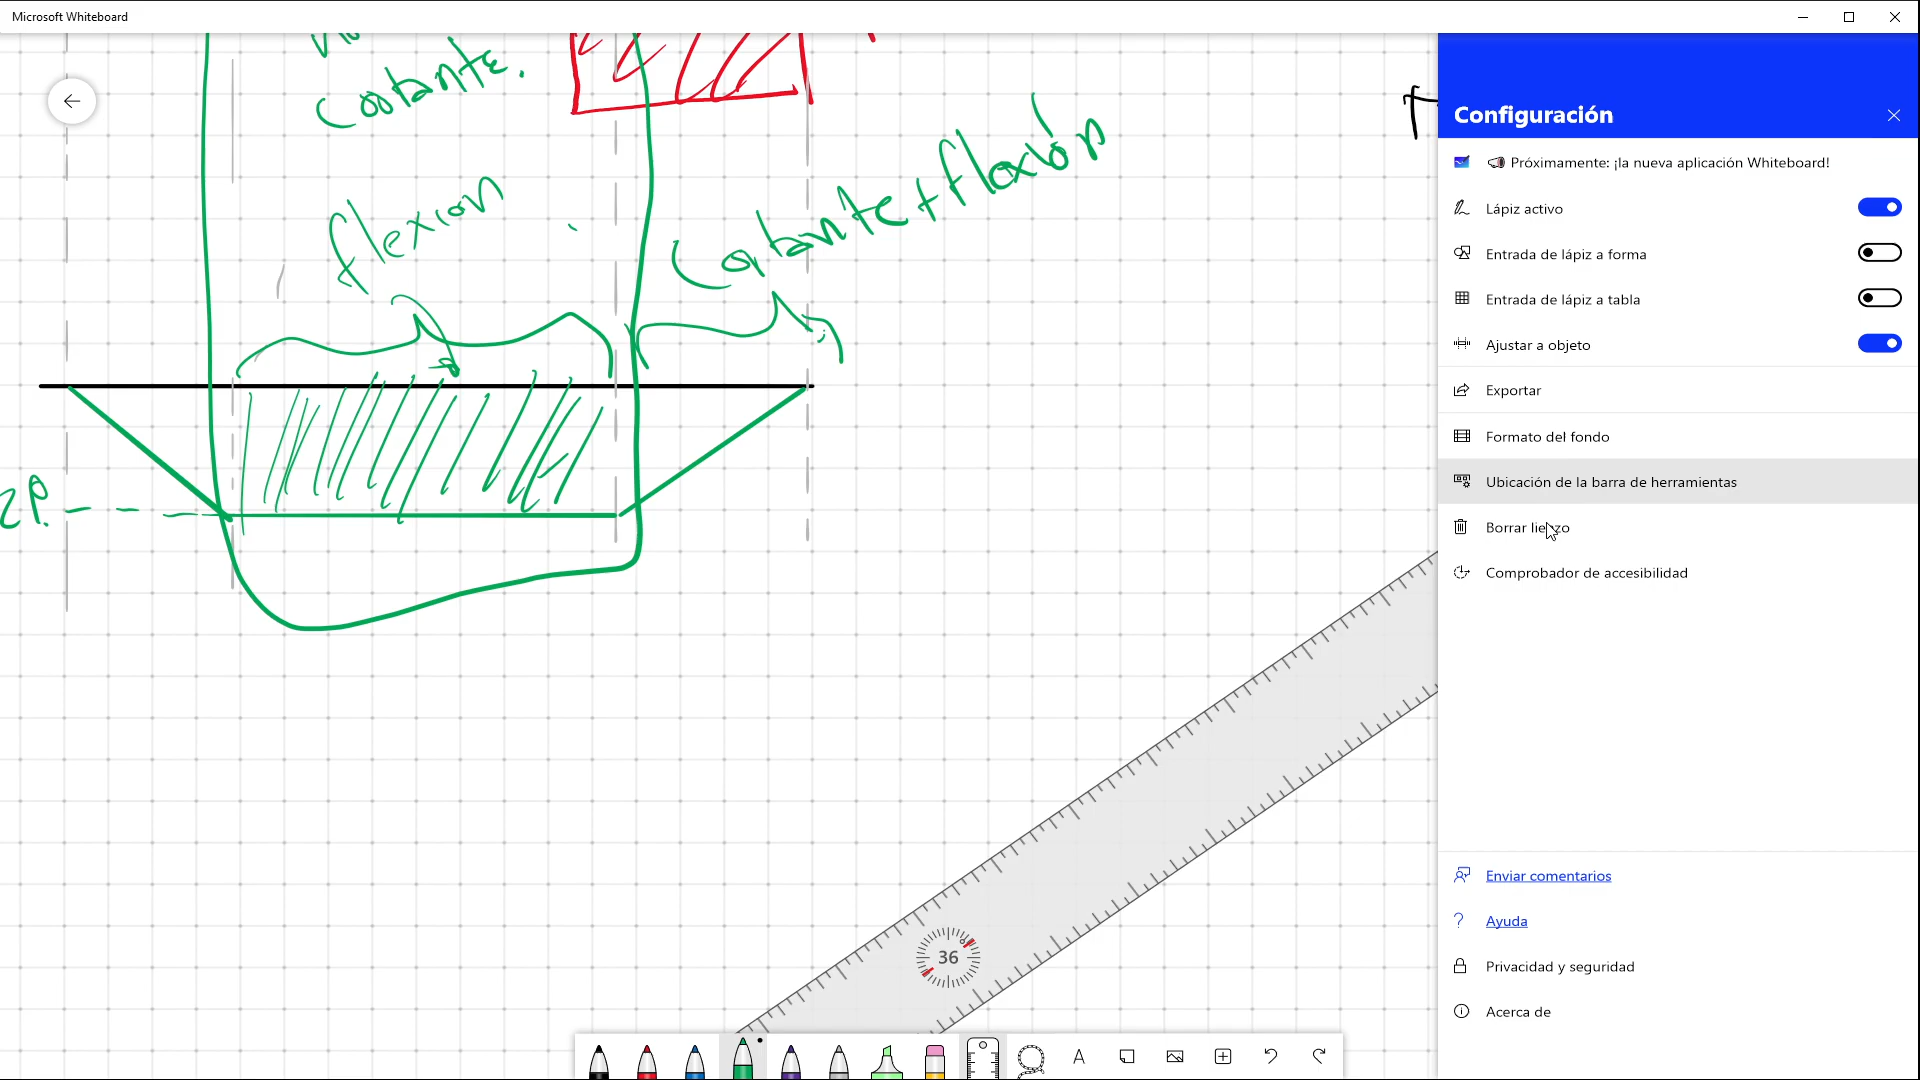 Microsoft Whiteboard
Cortante.
flexion
Cortante + flexión
2P.
Configuración
Próximamente: ¡la nueva aplicación Whiteboard!
Lápiz activo
Entrada de lápiz a forma
Entrada de lápiz a tabla
Ajustar a objeto
Exportar
Formato del fondo
Ubicación de la barra de herramientas
Borrar lienzo
Comprobador de accesibilidad
Enviar comentarios
Ayuda
Privacidad y seguridad
Acerca de
36